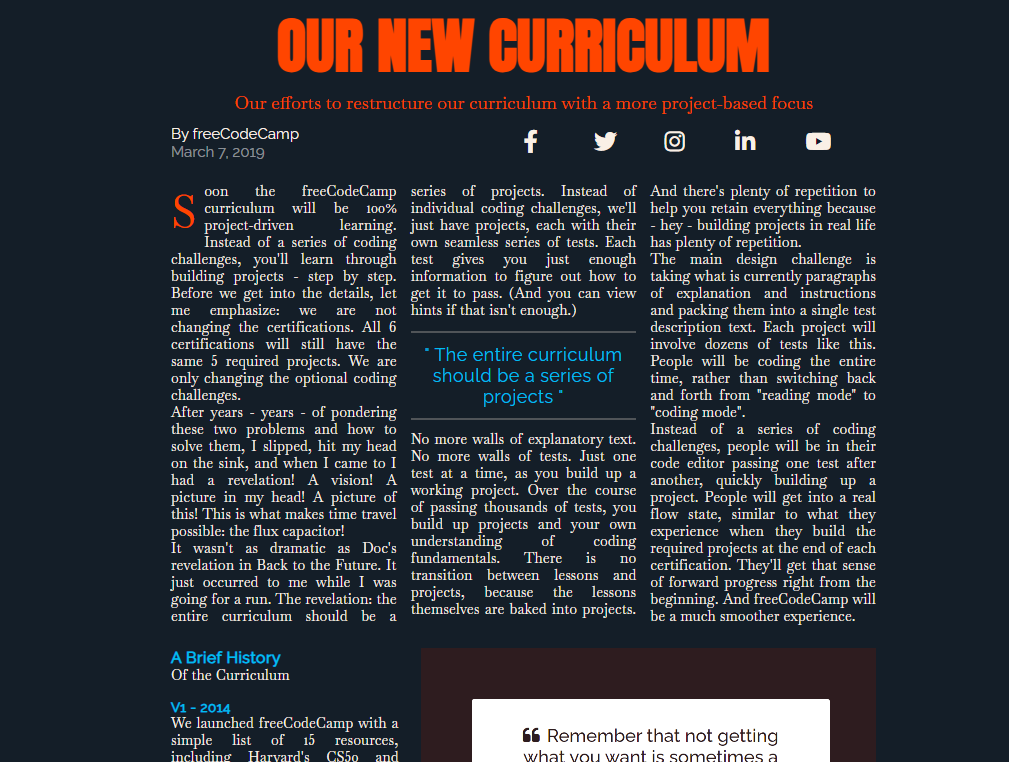 OUR NEW CURRICULUM
Our efforts to restructure our curriculum with a more project-based focus
By freeCodeCamp
March 7, 2019
Soon the freeCodeCamp
curriculum will be 100%
project-driven learning.
Instead of a series of coding
challenges, you'll learn through
building projects - step by step.
Before we get into the details, let
me emphasize: we are not
changing the certifications. All 6
certifications will still have the
same 5 required projects. We are
only changing the optional coding
challenges.
After years - years - of pondering
these two problems and how to
solve them, I slipped, hit my head
on the sink, and when I came to I
had a revelation! A vision! A
picture in my head! A picture of
this! This is what makes time travel
possible: the flux capacitor!
It wasn't as dramatic as Doc's
revelation in Back to the Future. It
just occurred to me while I was
going for a run. The revelation: the
entire curriculum should be a
series of projects. Instead of
individual coding challenges, we'll
just have projects, each with their
own seamless series of tests. Each
test gives you just enough
information to figure out how to
get it to pass. (And you can view
hints if that isn't enough.)
" The entire curriculum
should be a series of
projects "
No more walls of explanatory text.
No more walls of tests. Just one
test at a time, as you build up a
working project. Over the course
of passing thousands of tests, you
build up projects and your own
understanding of coding
fundamentals. There is no
transition between lessons and
projects, because the lessons
themselves are baked into projects.
And there's plenty of repetition to
help you retain everything because
- hey - building projects in real life
has plenty of repetition.
The main design challenge is
taking what is currently paragraphs
of explanation and instructions
and packing them into a single test
description text. Each project will
involve dozens of tests like this.
People will be coding the entire
time, rather than switching back
and forth from "reading mode" to
"coding mode".
Instead of a series of coding
challenges, people will be in their
code editor passing one test after
another, quickly building up a
project. People will get into a real
flow state, similar to what they
experience when they build the
required projects at the end of each
certification. They'll get that sense
of forward progress right from the
beginning. And freeCodeCamp will
be a much smoother experience.
A Brief History
Of the Curriculum
V1 - 2014
We launched freeCodeCamp with a
simple list of 15 resources,
including Harvard's CS50 and
❝ Remember that not getting
what you want is sometimes a